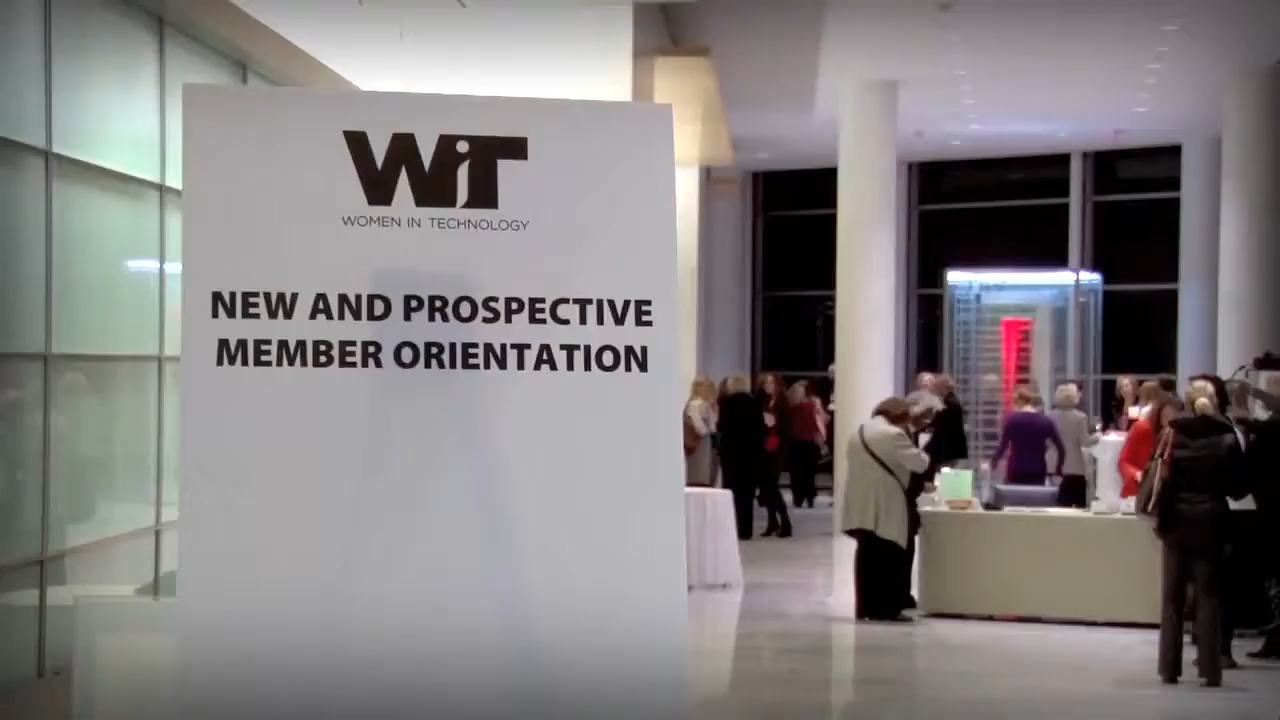 WiT
WOMEN IN TECHNOLOGY
NEW AND PROSPECTIVE
MEMBER ORIENTATION